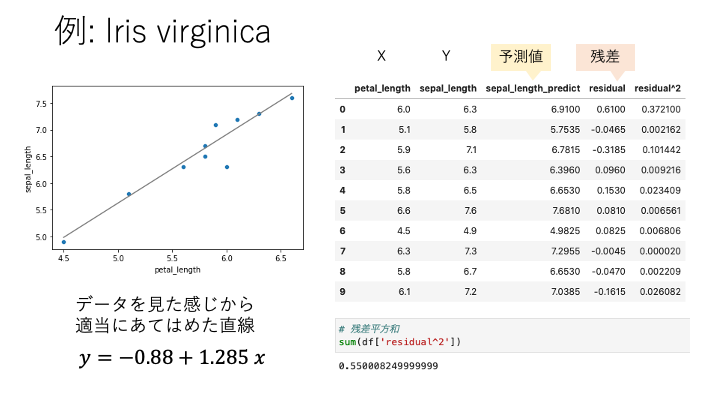 例: Iris virginica
X Y 予測値 残差
petal_length sepal_length sepal_length_predict residual residual^2
0 6.0 6.3 6.9100 0.6100 0.372100
1 5.1 5.8 5.7535 -0.0465 0.002162
2 5.9 7.1 6.7815 -0.3185 0.101442
3 5.6 6.3 6.3960 0.0960 0.009216
4 5.8 6.5 6.6530 0.1530 0.023409
5 6.6 7.6 7.6810 0.0810 0.006561
6 4.5 4.9 4.9825 0.0825 0.006806
7 6.3 7.3 7.2955 -0.0045 0.000020
8 5.8 6.7 6.6530 -0.0470 0.002209
9 6.1 7.2 7.0385 -0.1615 0.026082
7.5
7.0
6.5
6.0
5.5
5.0
sepal_length
4.5 5.0 5.5 6.0 6.5
petal_length
データを見た感じから
適当にあてはめた直線
y = −0.88 + 1.285 x
# 残差平方和
sum(df['residual^2'])
0.550008249999999